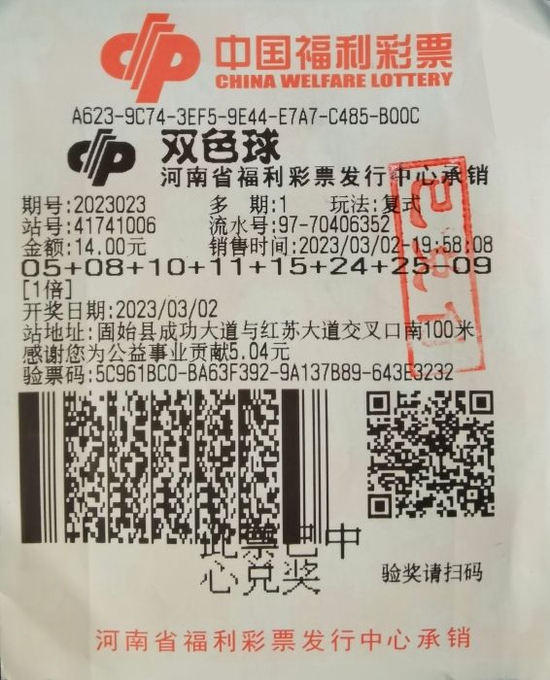 中国福利彩票
CHINA WELFARE LOTTERY
A623-9C74-3EF5-9E44-E7A7-C485-B00C
双色球
河南省福利彩票发行中心承销
期号:2023023 多 期:1 玩法:复式
站号:41741006 流水号:97-70406352
金额:14.00元 销售时间:2023/03/02-19:58:08
05+08+10+11+15+24+25-09
[1倍]
开奖日期:2023/03/02
站地址:固始县成功大道与红苏大道交叉口南100米
感谢您为公益事业贡献5.04元
验票码:5C961BC0-BA63F392-9A137B89-643E3232
此票已中
心兑奖
验奖请扫码
河南省福利彩票发行中心承销